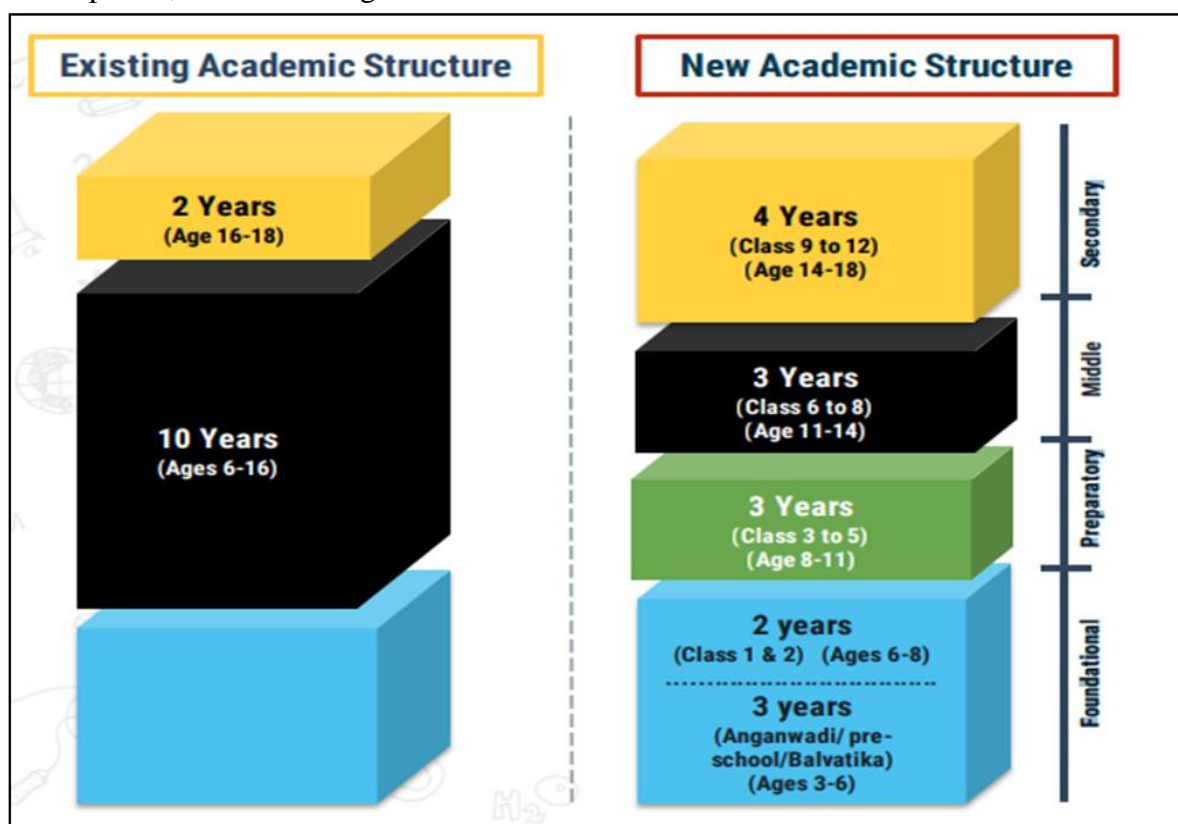 Existing Academic Structure
2 Years
(Age 16-18)
10 Years
(Ages 6-16)
New Academic Structure
4 Years
(Class 9 to 12)
(Age 14-18)
3 Years
(Class 6 to 8)
(Age 11-14)
3 Years
(Class 3 to 5)
(Age 8-11)
2 years
(Class 1 & 2) (Ages 6-8)
3 years
(Anganwadi/ pre-
school/Balvatika)
(Ages 3-6)
Secondary
Middle
Preparatory
Foundational
H₂O